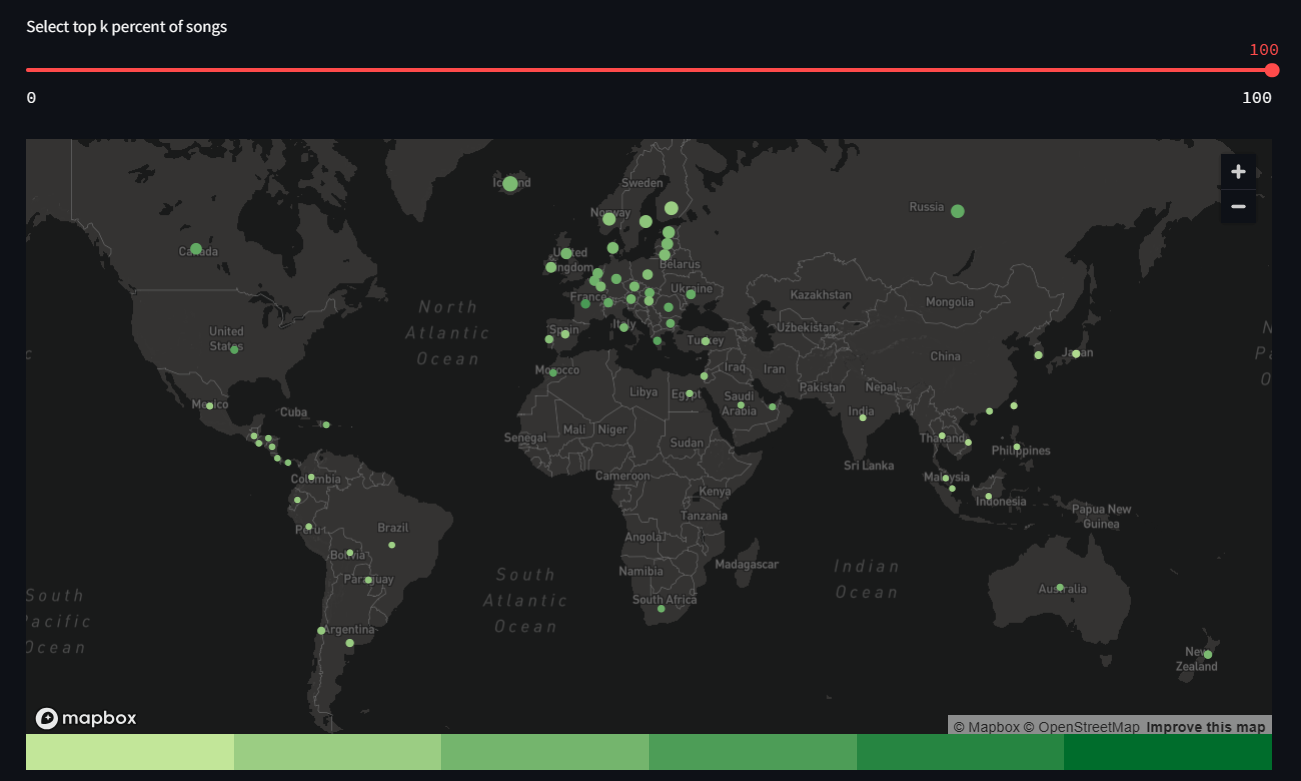 Select top k percent of songs
100
0
100
Iceland
Sweden
Norway
Russia
Canada
United
Kingdom
Belarus
Ukraine
France
Kazakhstan
Mongolia
North
Atlantic
Ocean
United
States
Spain
Italy
Turkey
Uzbekistan
China
Japan
Morocco
Iraq
Iran
Libya
Egypt
Saudi
Arabia
Pakistan
Nepal
Mexico
Cuba
India
Senegal
Mali
Niger
Sudan
Thailand
Philippines
Sri Lanka
Colombia
Cameroon
Kenya
Malaysia
Indonesia
Tanzania
Papua New
Guinea
Peru
Brazil
Angola
Bolivia
Madagascar
Namibia
Paraguay
South
Atlantic
Ocean
Indian
Ocean
Australia
South Africa
South
Pacific
Ocean
Argentina
New
Zealand
mapbox
© Mapbox © OpenStreetMap Improve this map